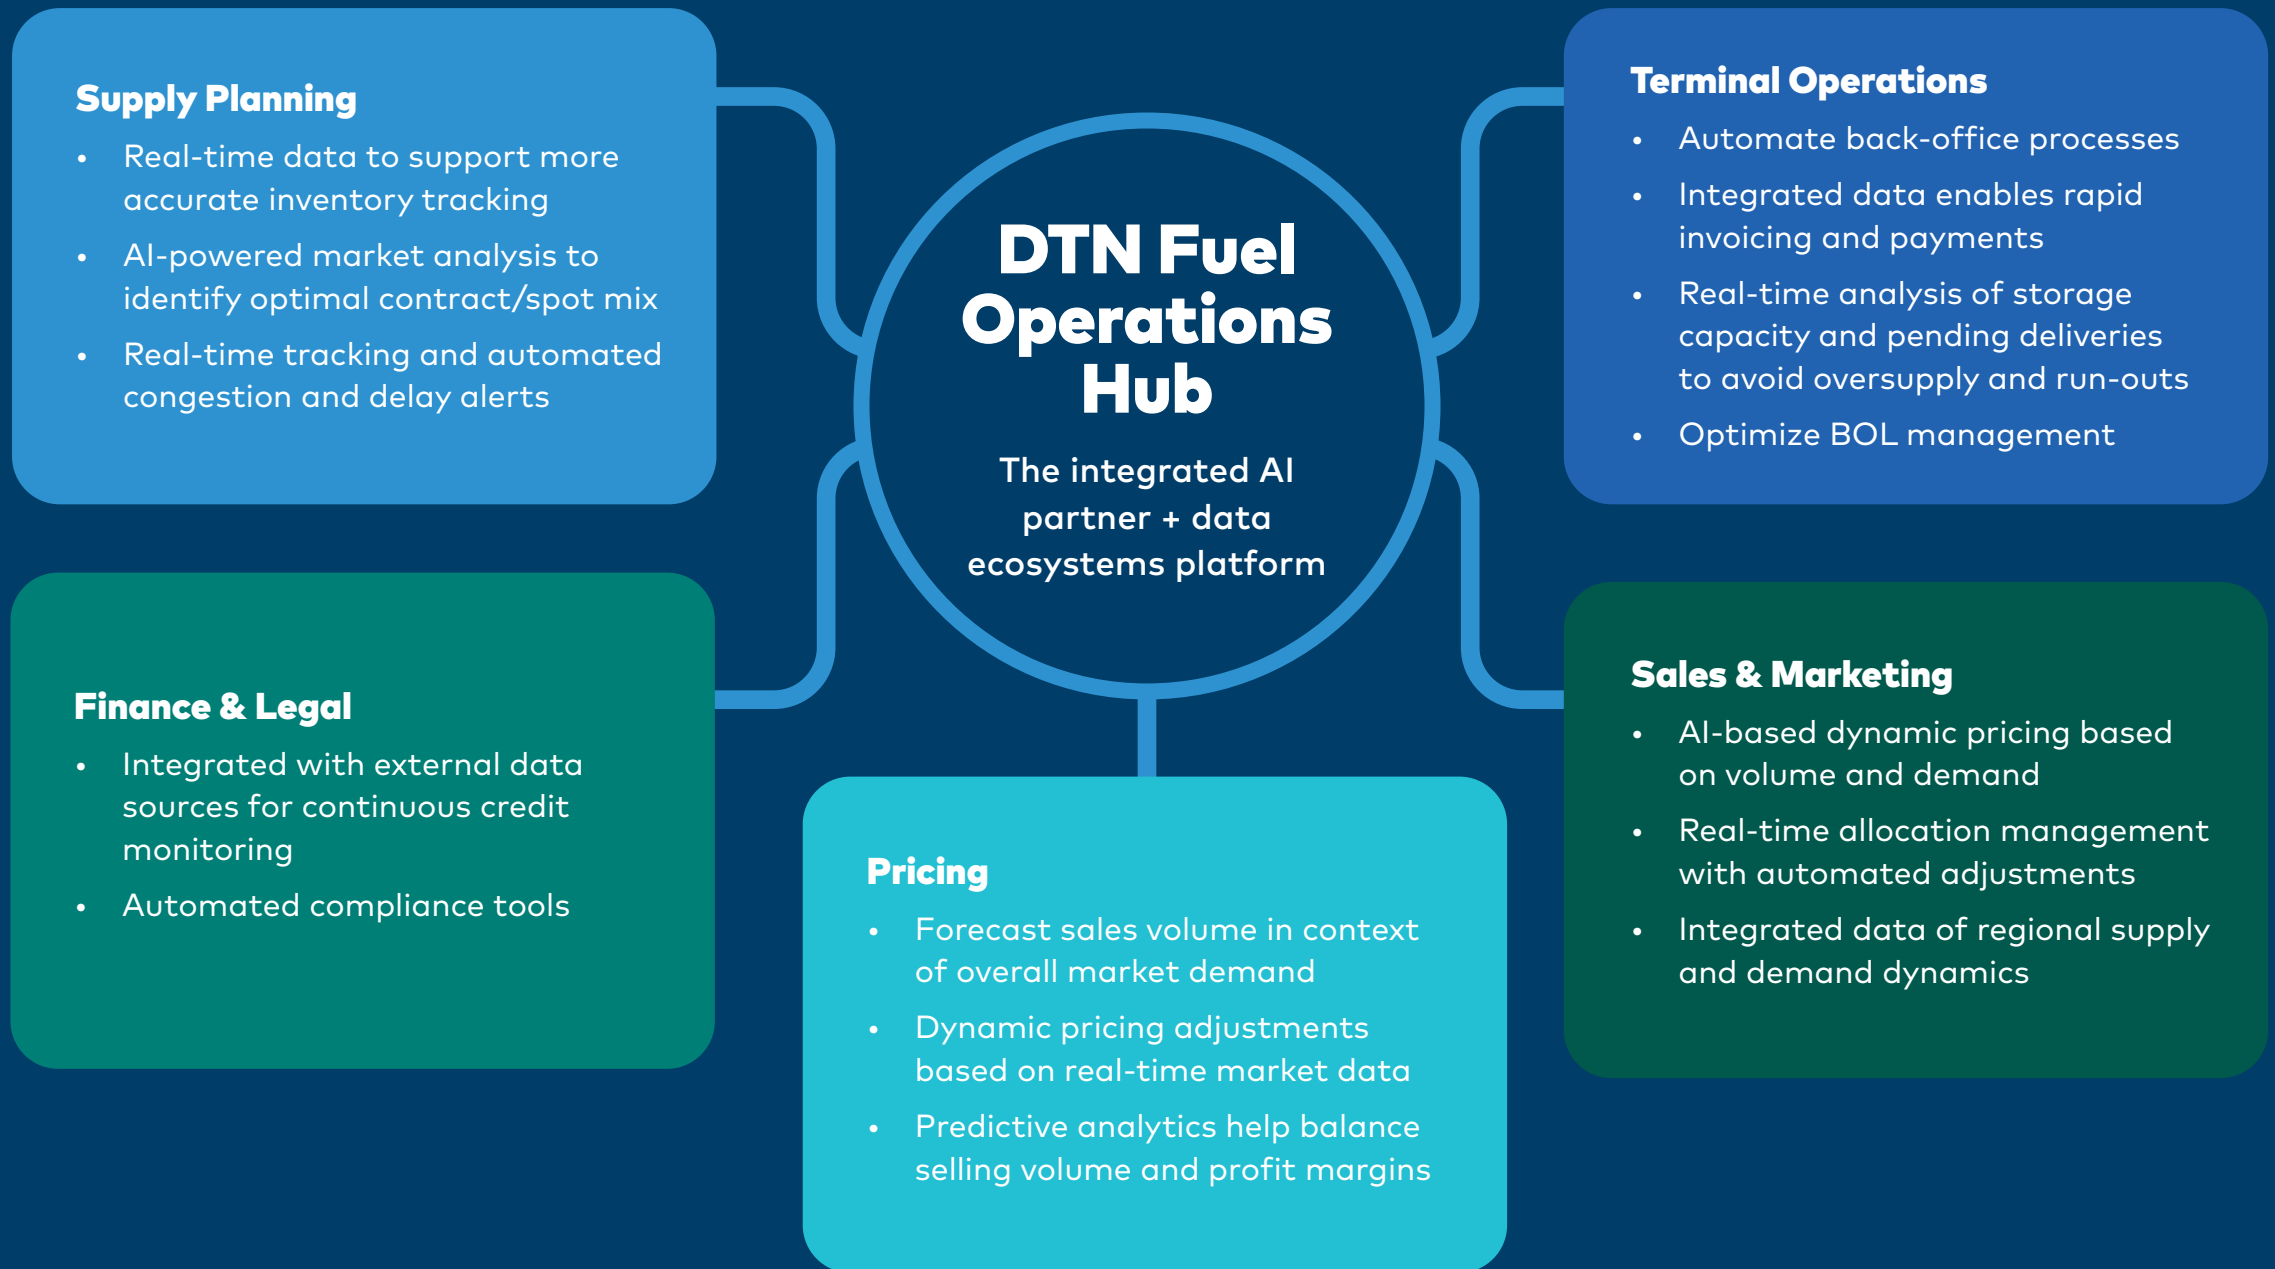 Supply Planning
• Real-time data to support more
accurate inventory tracking
• AI-powered market analysis to
identify optimal contract/spot mix
• Real-time tracking and automated
congestion and delay alerts
DTN Fuel
Operations
Hub
The integrated AI
partner + data
ecosystems platform
Terminal Operations
• Automate back-office processes
• Integrated data enables rapid
invoicing and payments
• Real-time analysis of storage
capacity and pending deliveries
to avoid oversupply and run-outs
• Optimize BOL management
Finance & Legal
• Integrated with external data
sources for continuous credit
monitoring
• Automated compliance tools
Pricing
• Forecast sales volume in context
of overall market demand
• Dynamic pricing adjustments
based on real-time market data
• Predictive analytics help balance
selling volume and profit margins
Sales & Marketing
• AI-based dynamic pricing based
on volume and demand
• Real-time allocation management
with automated adjustments
• Integrated data of regional supply
and demand dynamics